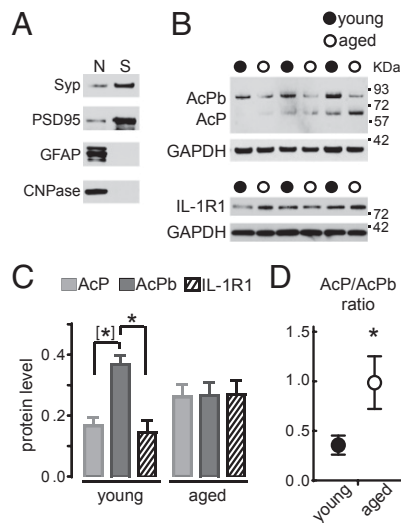 A
N S
Syp
PSD95
GFAP
CNPase
B
young
aged
KDa
AcPb
AcP
93
72
57
42
GAPDH
IL-1R1
72
42
GAPDH
C
AcP AcPb IL-1R1
[*] *
protein level
0.4
0.2
0.0
young aged
D
AcP/AcPb
ratio
1.5
*
1.0
0.5
0.0
young
aged